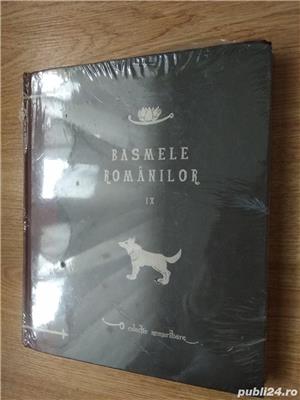 BASMELE
ROMÂNILOR
IX
O colecție nemuritoare
publi24.ro